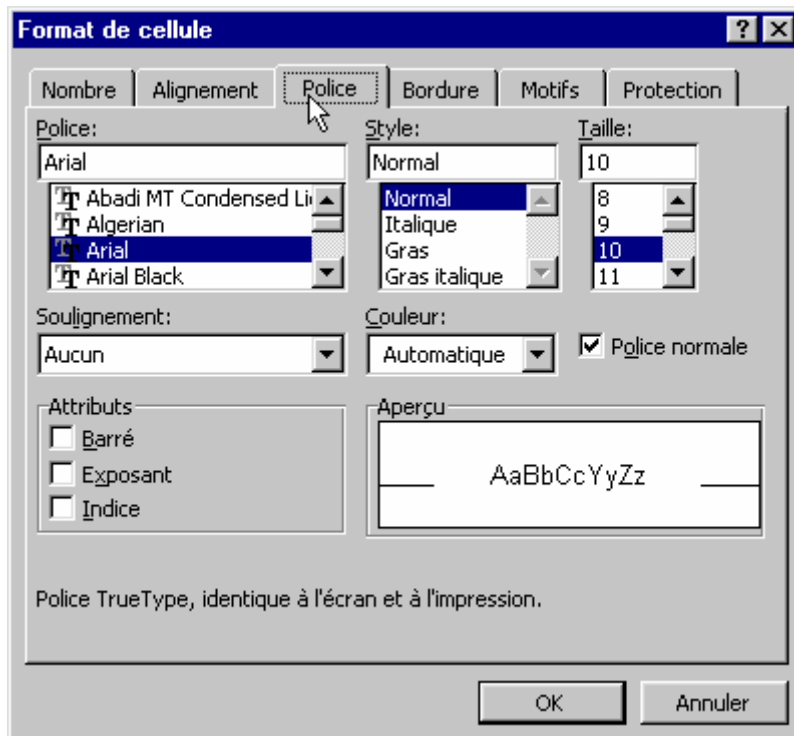 Format de cellule
Nombre Alignement Police Bordure Motifs Protection
Police: Style: Taille:
Arial Normal 10
Abadi MT Condensed Li Normal 8
Algerian Italique 9
Arial Gras 10
Arial Black Gras italique 11
Soulignement: Couleur:
Aucun Automatique Police normale
Attributs Aperçu
Barré
Exposant AaBbCcYyZz
Indice
Police TrueType, identique à l'écran et à l'impression.
OK Annuler